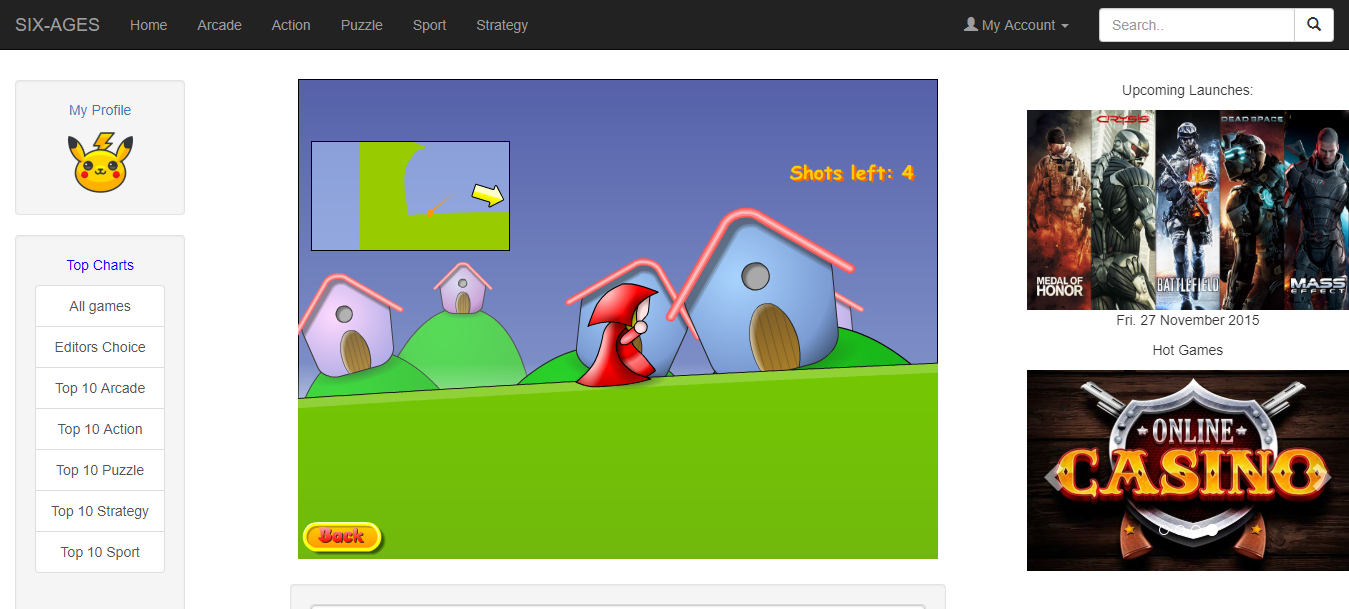 SIX-AGES Home Arcade Action Puzzle Sport Strategy My Account Search..
My Profile
Top Charts
All games
Editors Choice
Top 10 Arcade
Top 10 Action
Top 10 Puzzle
Top 10 Strategy
Top 10 Sport
Shots left: 4
Back
Upcoming Launches:
CRYSIS
DEAD SPACE
MEDAL OF
HONOR
BATTLEFIELD
MASS
EFFECT
Fri. 27 November 2015
Hot Games
ONLINE
CASINO